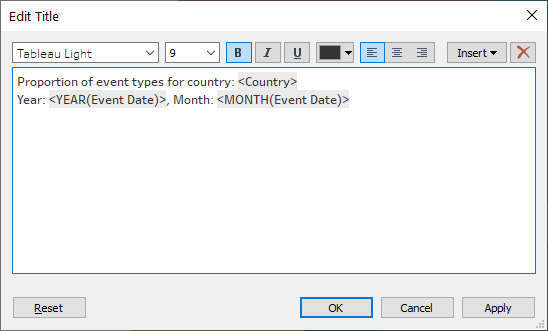 Edit Title
Tableau Light 9 B I U Insert
Proportion of event types for country: <Country>
Year: <YEAR(Event Date)>, Month: <MONTH(Event Date)>
Reset OK Cancel Apply